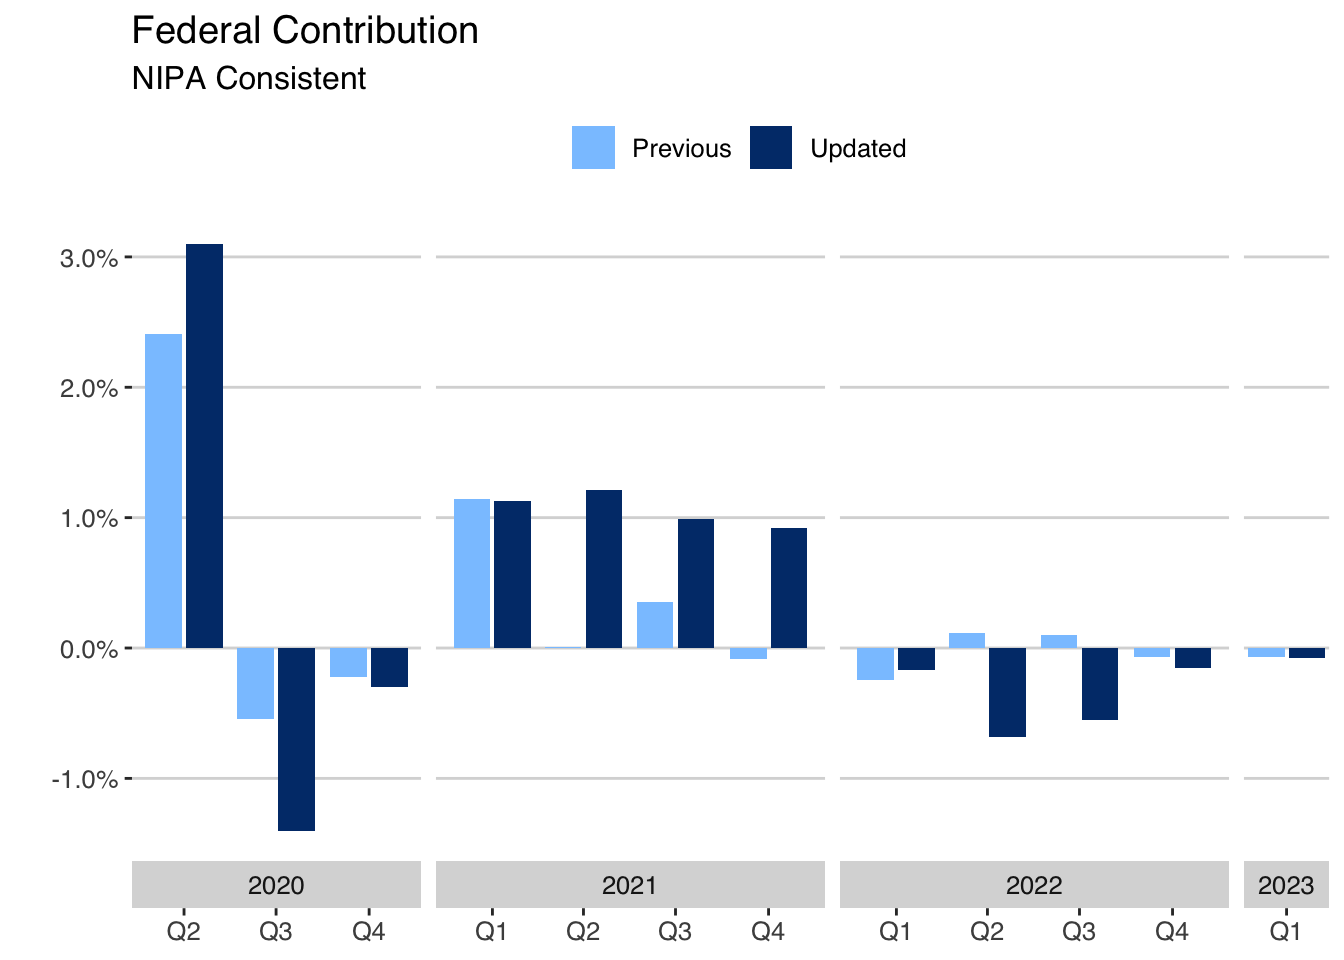 Federal Contribution
NIPA Consistent
Previous Updated
3.0%
2.0%
1.0%
0.0%
-1.0%
2020 2021 2022 2023
Q2 Q3 Q4 Q1 Q2 Q3 Q4 Q1 Q2 Q3 Q4 Q1